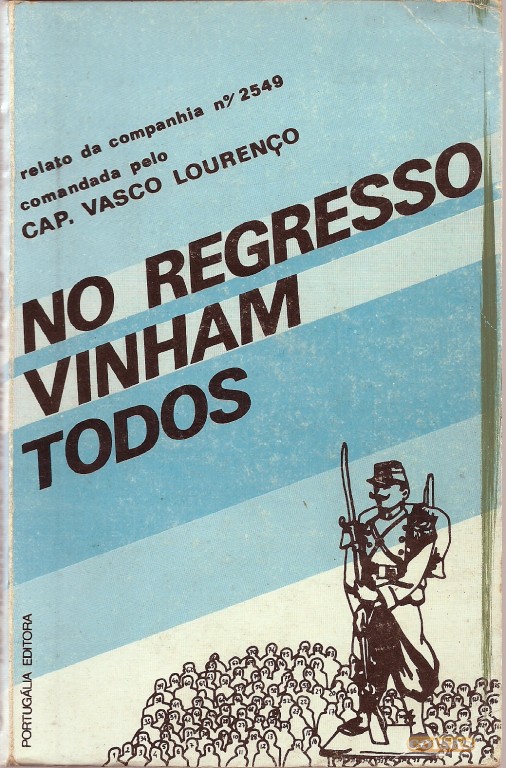 relato da companhia nº/2549
comandada pelo
CAP. VASCO LOURENÇO
NO REGRESSO
VINHAM
TODOS
PORTUGÁLIA EDITORA